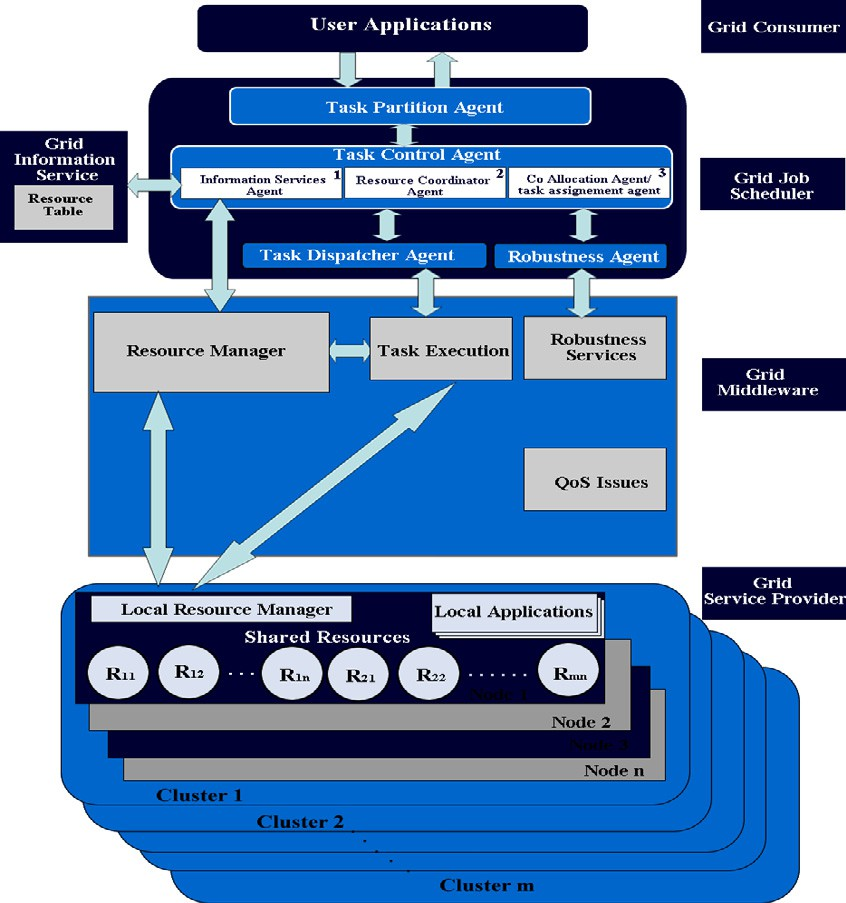 User Applications
Grid Consumer
Task Partition Agent
Grid
Information
Service
Resource
Table
Task Control Agent
Information Services 1
Agent
Resource Coordinator 2
Agent
Co Allocation Agent/ 3
task assignement agent
Grid Job
Scheduler
Task Dispatcher Agent
Robustness Agent
Resource Manager
Task Execution
Robustness
Services
Grid
Middleware
QoS Issues
Grid
Service Provider
Local Resource Manager
Local Applications
Shared Resources
R11 R12 . . . R1n R21 R22 . . . . . . Rmn
Node 1
Node 2
Node 3
Node n
Cluster 1
Cluster 2
Cluster m